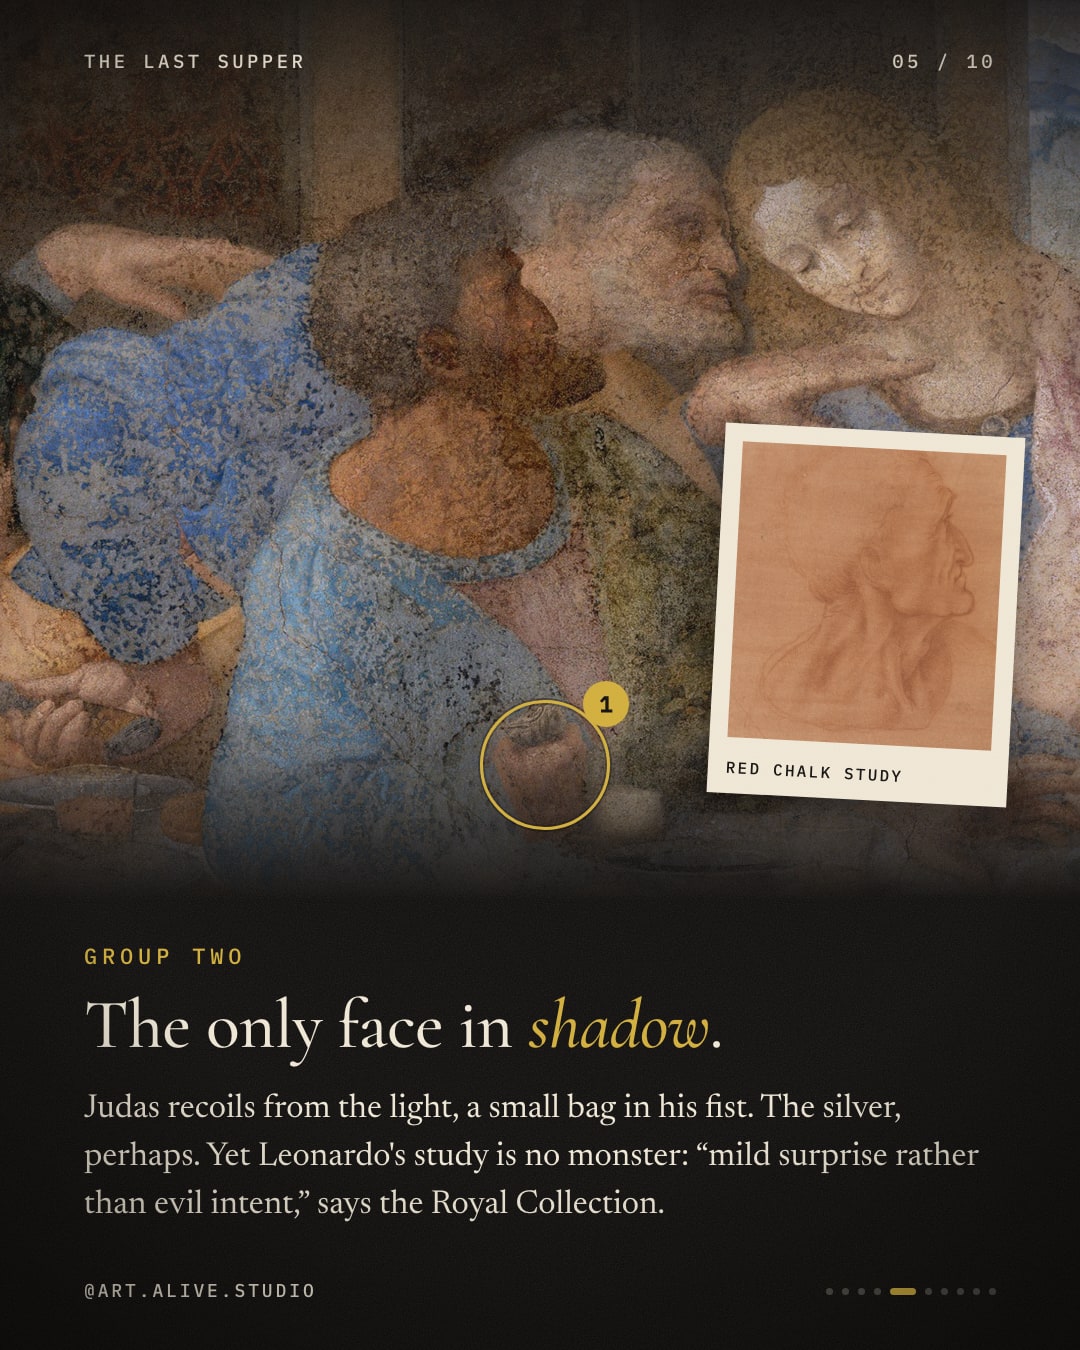 THE LAST SUPPER
05 / 10
1
RED CHALK STUDY
GROUP TWO
The only face in shadow.
Judas recoils from the light, a small bag in his fist. The silver,
perhaps. Yet Leonardo's study is no monster: “mild surprise rather
than evil intent,” says the Royal Collection.
@ART.ALIVE.STUDIO